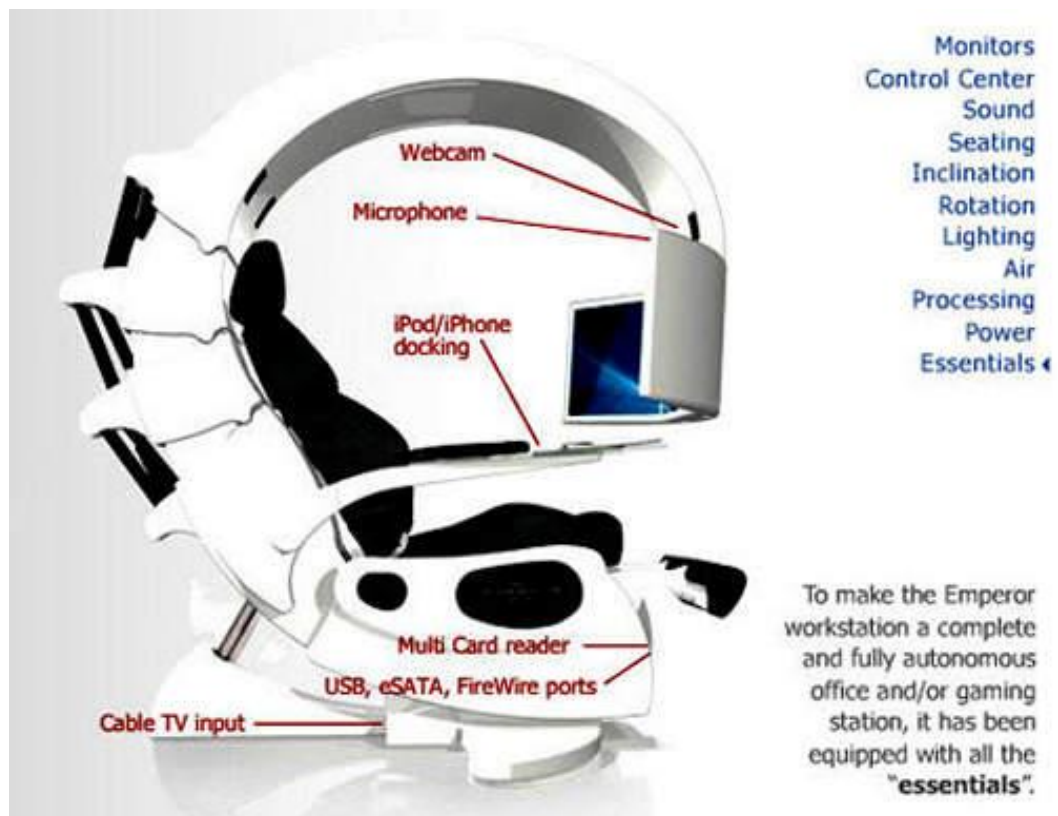 Monitors
Control Center
Sound
Seating
Inclination
Rotation
Lighting
Air
Processing
Power
Essentials
Webcam
Microphone
iPod/iPhone
docking
Multi Card reader
USB, eSATA, FireWire ports
Cable TV input
To make the Emperor
workstation a complete
and fully autonomous
office and/or gaming
station, it has been
equipped with all the
"essentials".